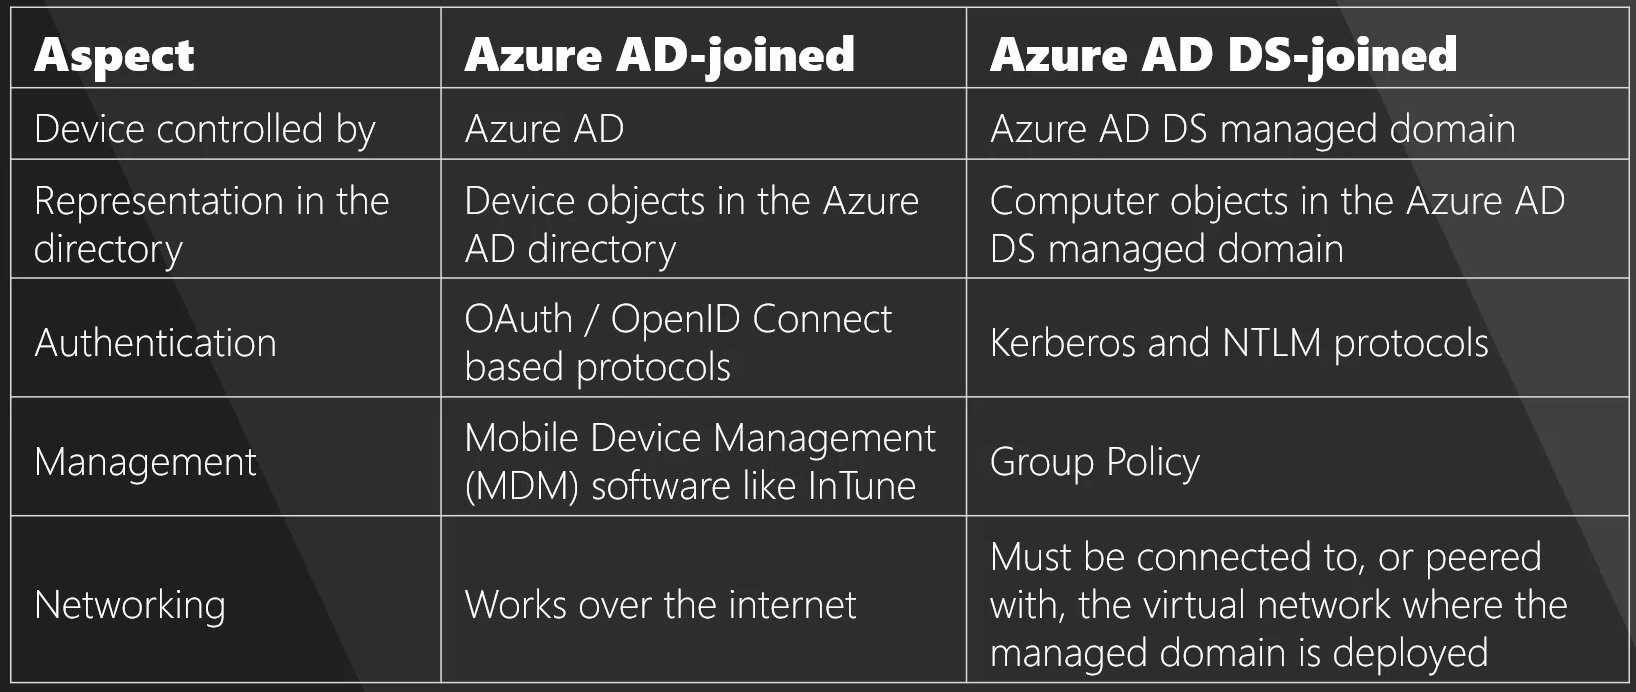 Aspect
Azure AD-joined
Azure AD DS-joined
Device controlled by
Azure AD
Azure AD DS managed domain
Representation in the
directory
Device objects in the Azure
AD directory
Computer objects in the Azure AD
DS managed domain
Authentication
OAuth / OpenID Connect
based protocols
Kerberos and NTLM protocols
Management
Mobile Device Management
(MDM) software like InTune
Group Policy
Networking
Works over the internet
Must be connected to, or peered
with, the virtual network where the
managed domain is deployed